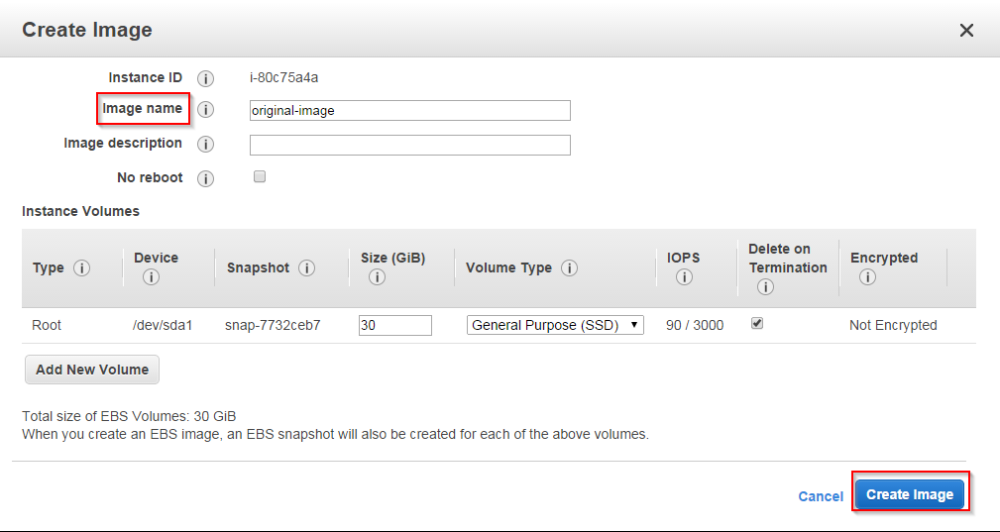 Create Image
Instance ID i i-80c75a4a
Image name i original-image
Image description i
No reboot i
Instance Volumes
Type i Device i Snapshot i Size (GiB) i Volume Type i IOPS i Delete on Termination i Encrypted i
Root /dev/sda1 snap-7732ceb7 30 General Purpose (SSD) 90 / 3000 Not Encrypted
Add New Volume
Total size of EBS Volumes: 30 GiB
When you create an EBS image, an EBS snapshot will also be created for each of the above volumes.
Cancel Create Image